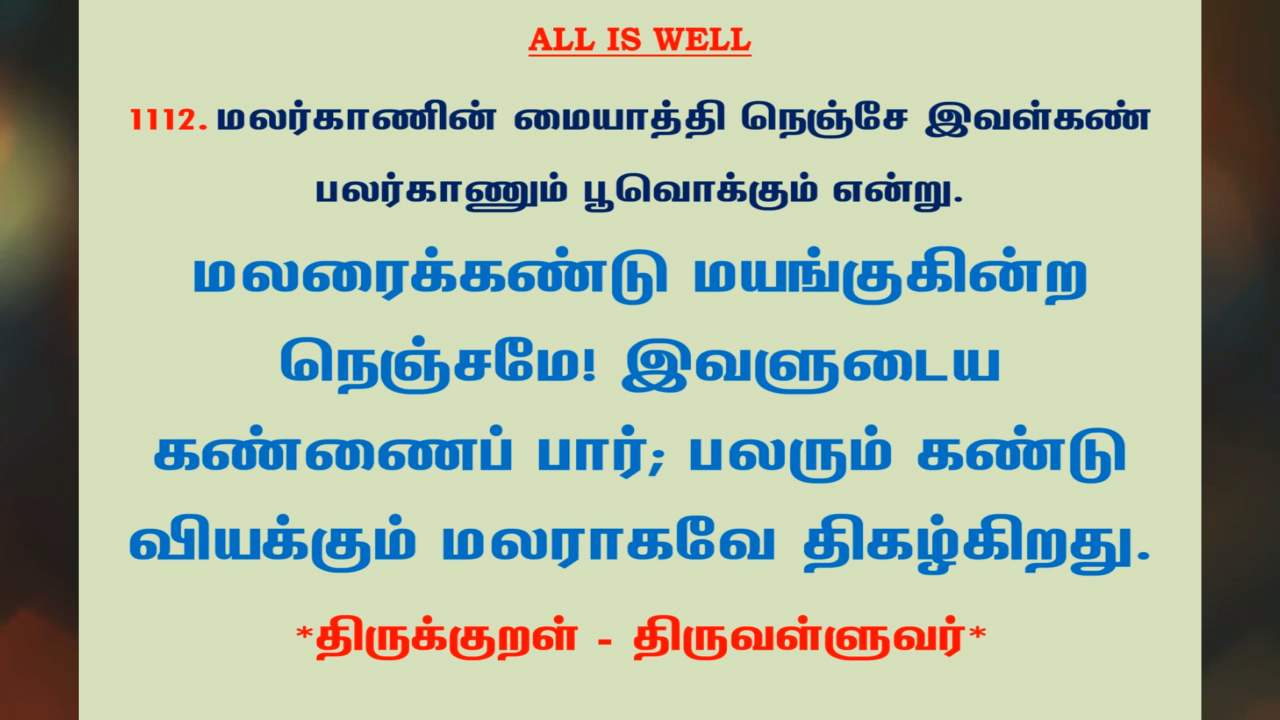 ALL IS WELL
1112. மலர்காணின் மையாத்தி நெஞ்சே இவள்கண்
பலர்காணும் பூவொக்கும் என்று.
மலரைக்கண்டு மயங்குகின்ற
நெஞ்சமே! இவளுடைய
கண்ணைப் பார்; பலரும் கண்டு
வியக்கும் மலராகவே திகழ்கிறது.
*திருக்குறள் - திருவள்ளுவர்*